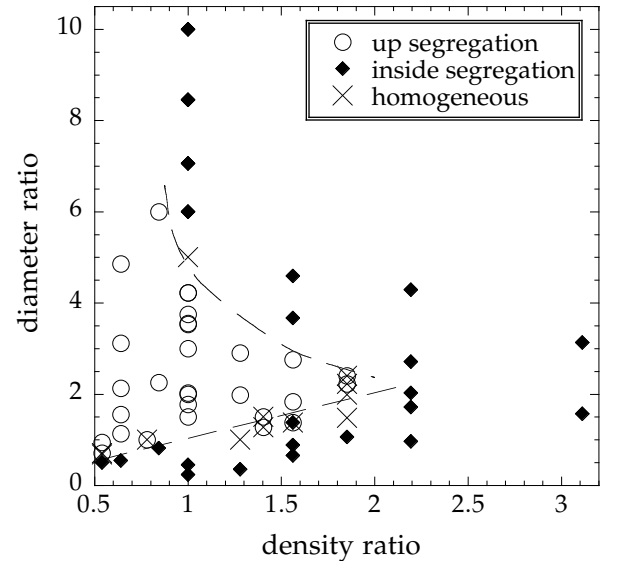 10
8
6
4
2
0
diameter ratio
up segregation
inside segregation
homogeneous
0.5 1 1.5 2 2.5 3
density ratio